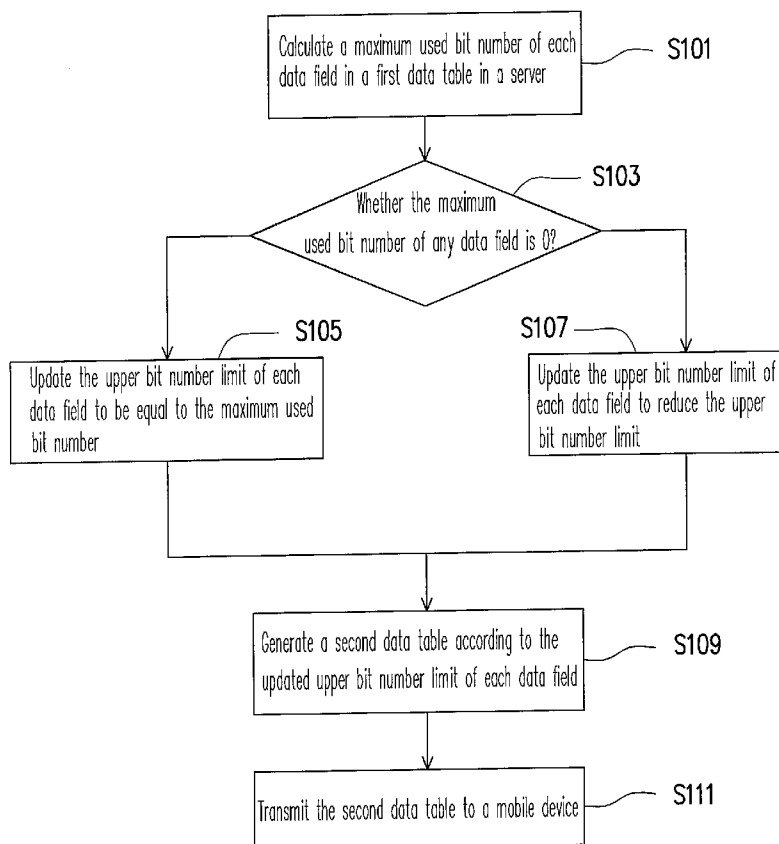 Calculate a maximum used bit number of each
data field in a first data table in a server
S101
S103
Whether the maximum
used bit number of any data field is 0?
S105
S107
Update the upper bit number limit of each
data field to be equal to the maximum used
bit number
Update the upper bit number limit of
each data field to reduce the upper
bit number limit
Generate a second data table according to the
updated upper bit number limit of each data field
S109
Transmit the second data table to a mobile device
S111